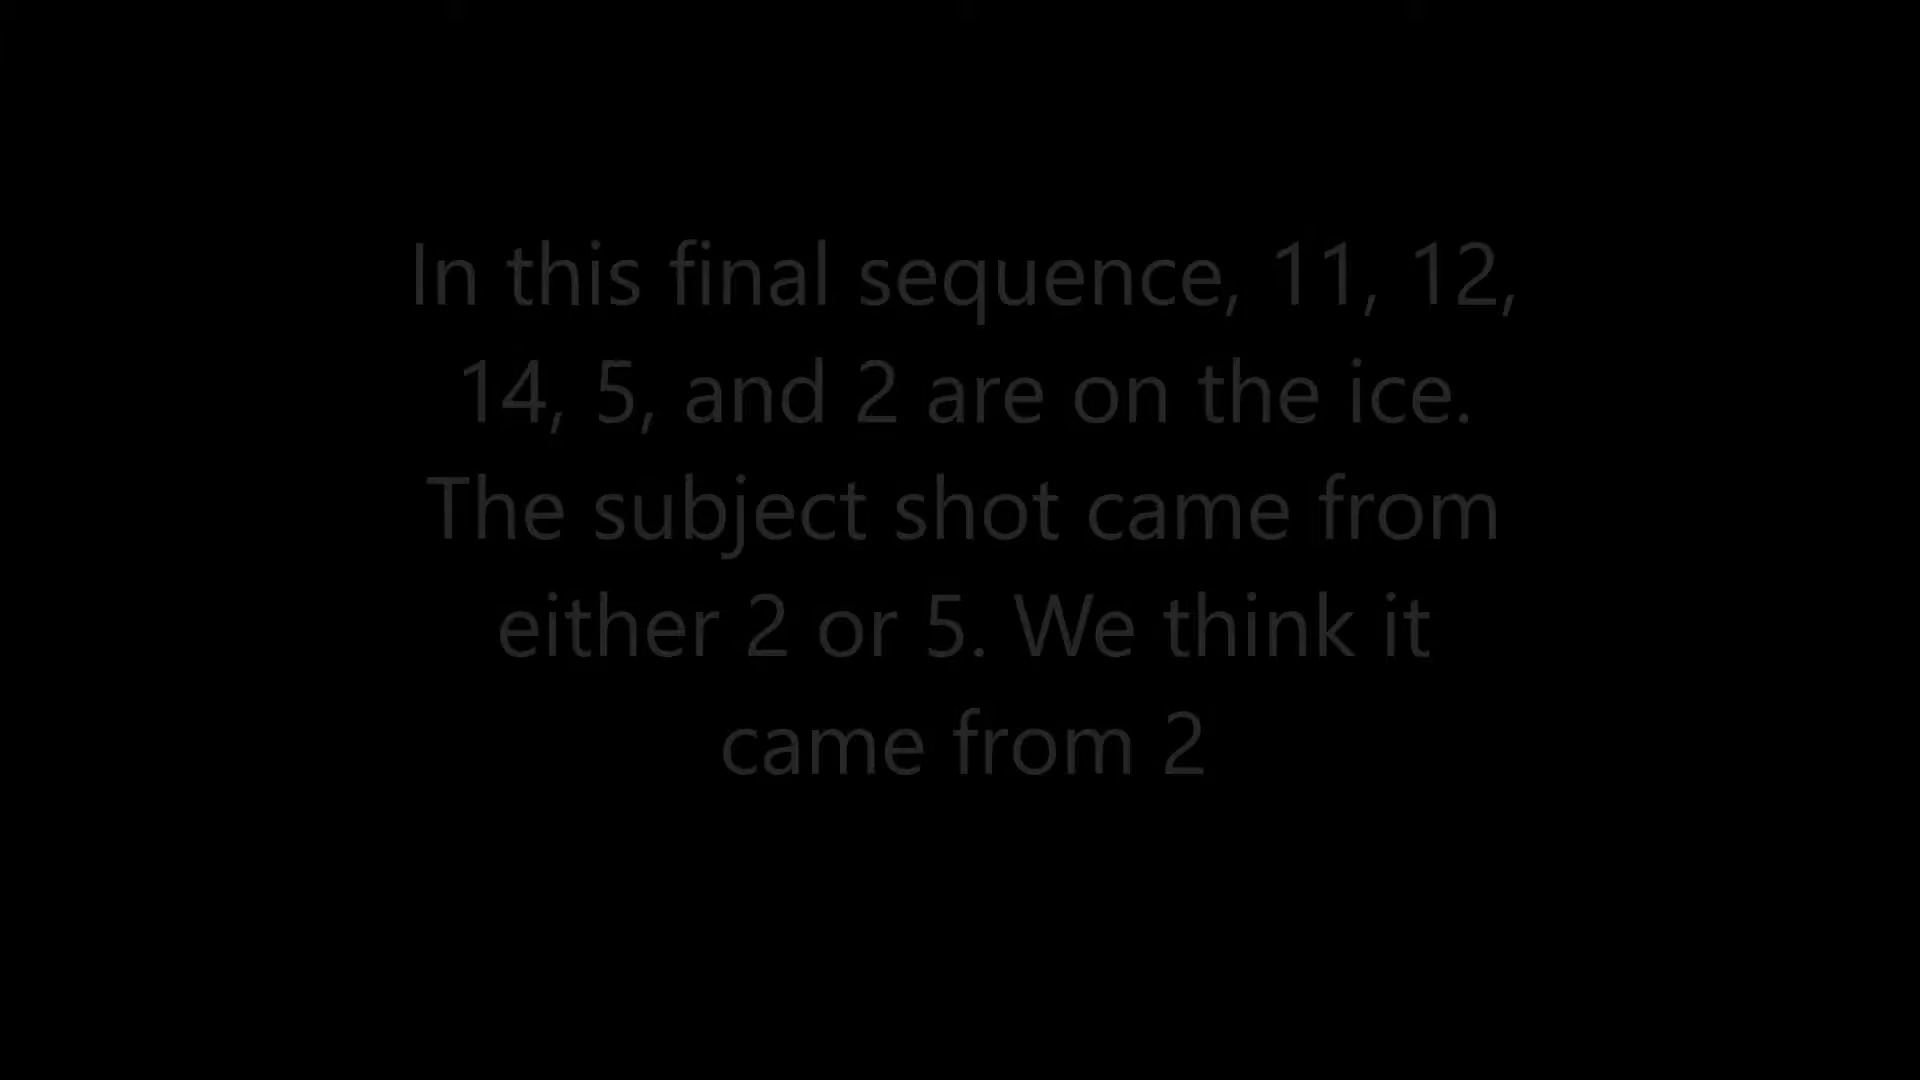 In this final sequence, 11, 12,
14, 5, and 2 are on the ice.
The subject shot came from
either 2 or 5. We think it
came from 2